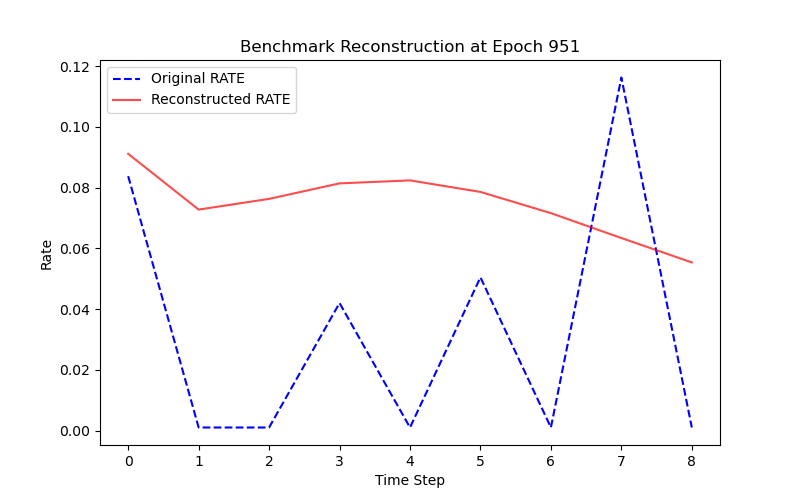 Benchmark Reconstruction at Epoch 951
Original RATE
Reconstructed RATE
0.12
0.10
0.08
0.06
0.04
0.02
0.00
Rate
0 1 2 3 4 5 6 7 8
Time Step